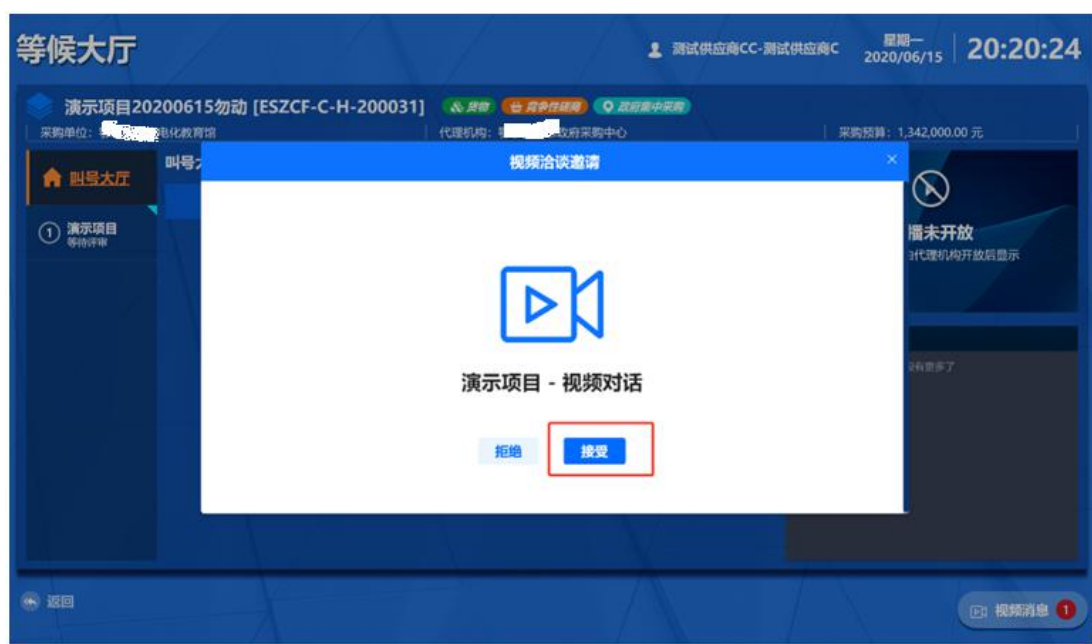 等候大厅
测试供应商CC-测试供应商C
星期一
2020/06/15
20:20:24
演示项目20200615勿动 [ESZCF-C-H-200031]
货物
竞争性磋商
政府集中采购
采购单位：
电化教育馆
代理机构：
政府采购中心
采购预算：1,342,000.00 元
叫号大厅
叫号
视频洽谈邀请
×
1
演示项目
等待评审
播未开放
代理机构开放后显示
没有更多了
演示项目 - 视频对话
拒绝
接受
返回
视频消息
1